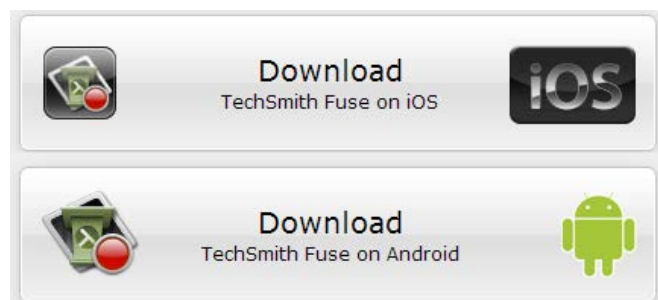 Download
TechSmith Fuse on iOS
iOS
Download
TechSmith Fuse on Android